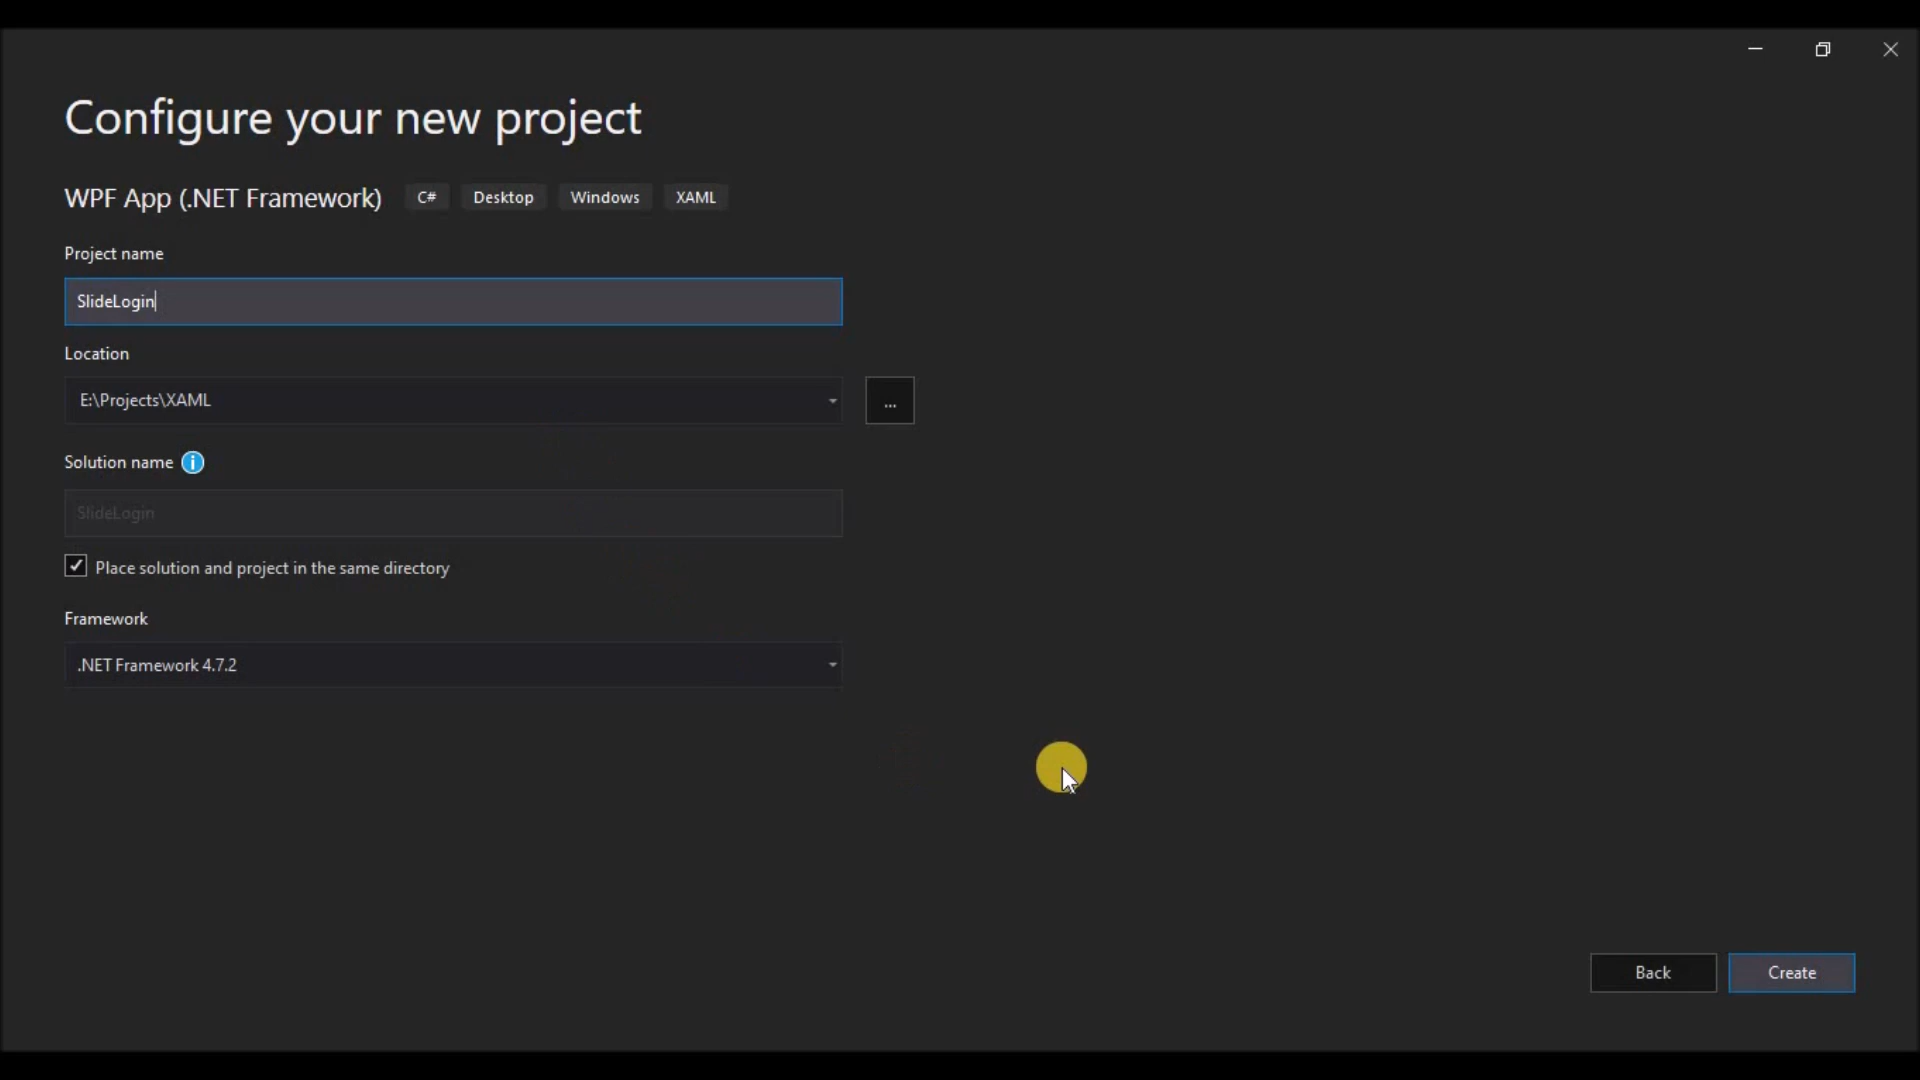 Configure your new project
WPF App (.NET Framework) C# Desktop Windows XAML
Project name
SlideLogin
Location
E:\Projects\XAML
...
Solution name
SlideLogin
Place solution and project in the same directory
Framework
.NET Framework 4.7.2
Back Create